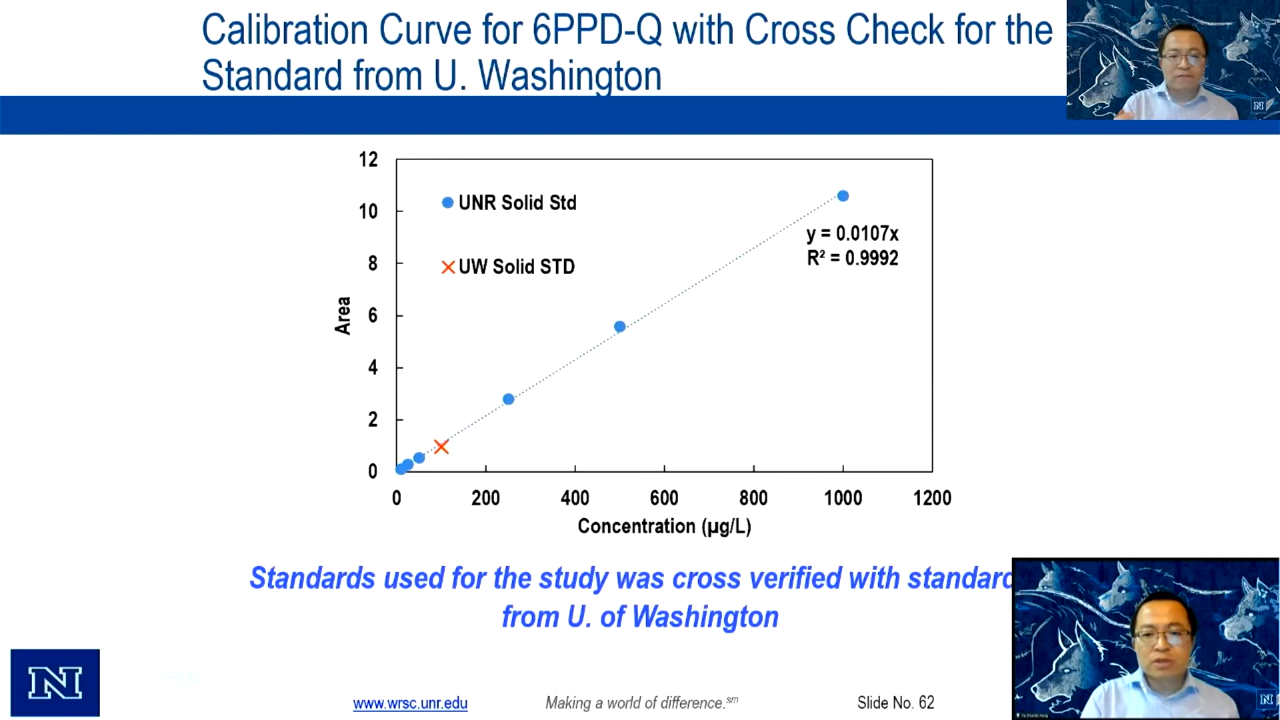 Calibration Curve for 6PPD-Q with Cross Check for the
Standard from U. Washington
12
10
8
6
4
2
0
Area
UNR Solid Std
UW Solid STD
y = 0.0107x
R² = 0.9992
0 200 400 600 800 1000 1200
Concentration (µg/L)
Standards used for the study was cross verified with standard
from U. of Washington
N
www.wrsc.unr.edu
Making a world of difference.sm
Slide No. 62
N
N